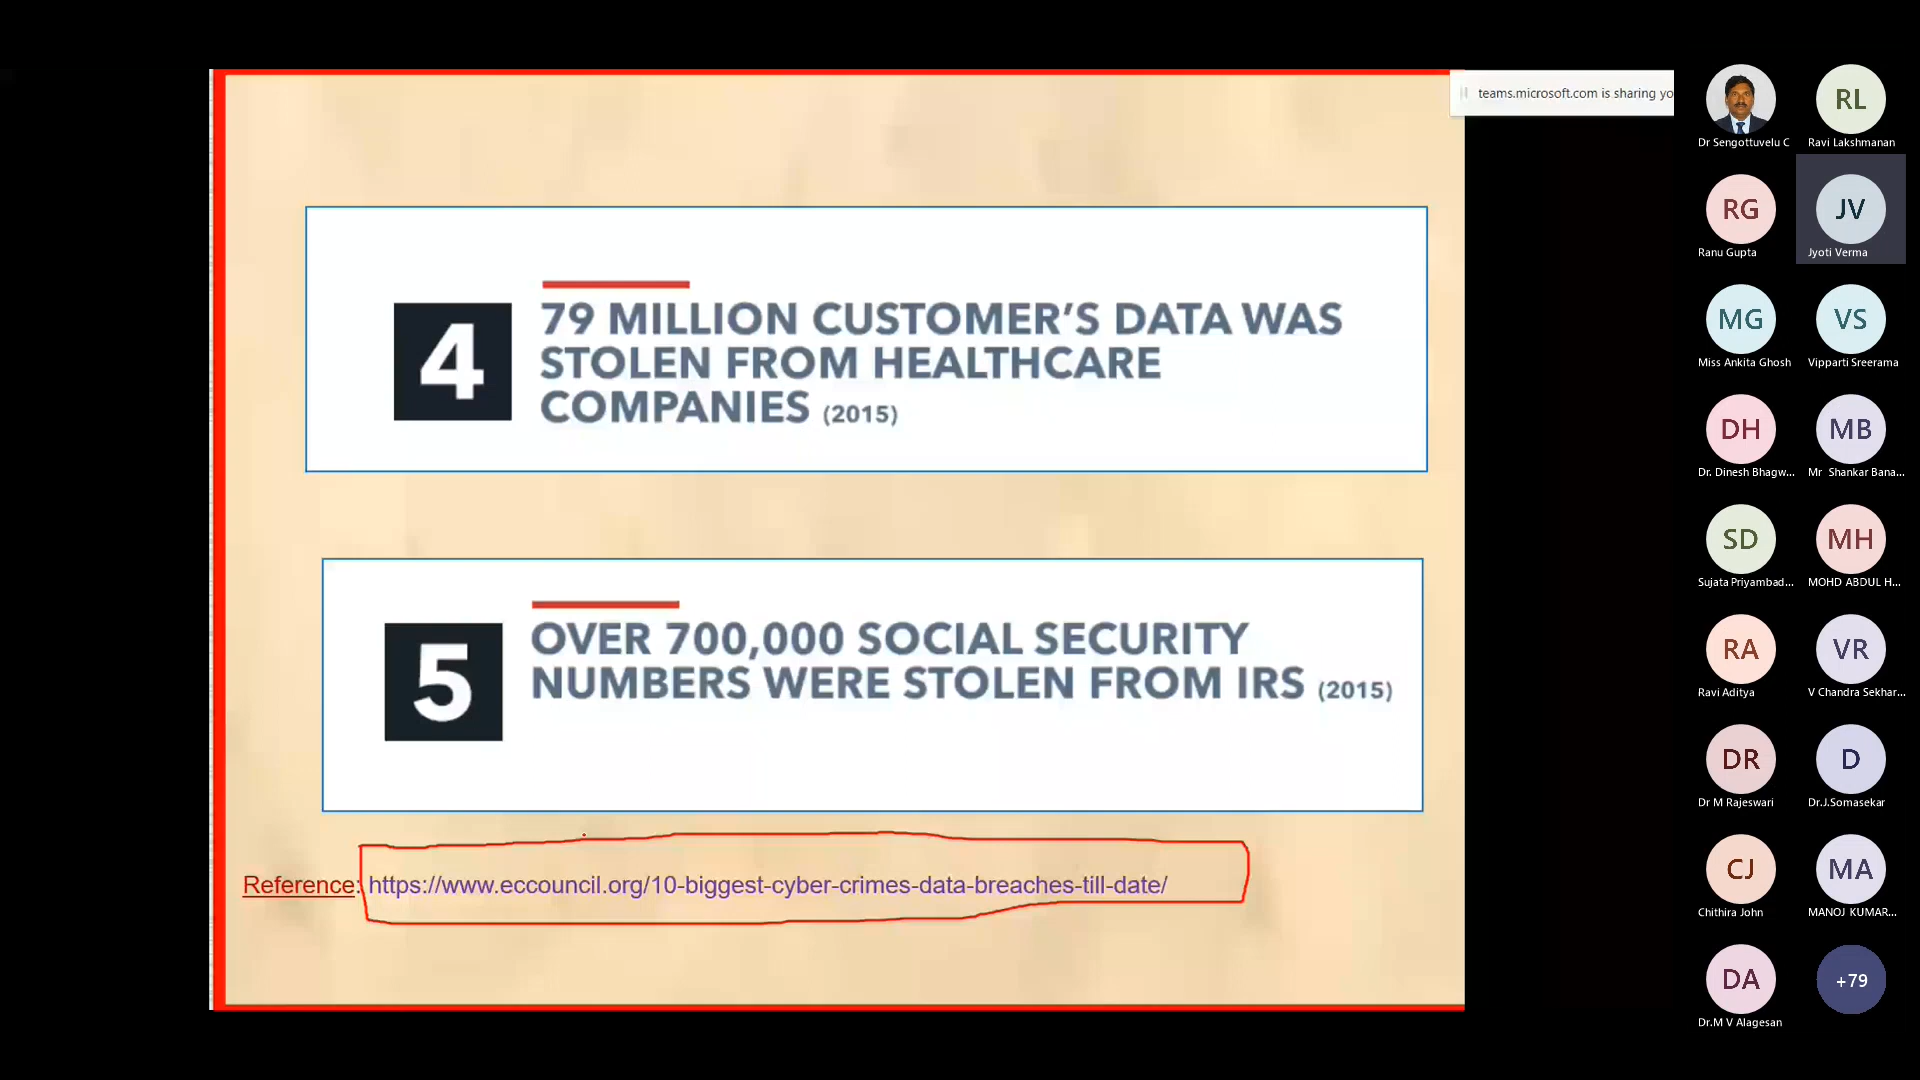 teams.microsoft.com is sharing yo
4
79 MILLION CUSTOMER'S DATA WAS
STOLEN FROM HEALTHCARE
COMPANIES (2015)
5
OVER 700,000 SOCIAL SECURITY
NUMBERS WERE STOLEN FROM IRS (2015)
Reference: https://www.eccouncil.org/10-biggest-cyber-crimes-data-breaches-till-date/
RL
Dr Sengottuvelu C
Ravi Lakshmanan
RG
JV
Ranu Gupta
Jyoti Verma
MG
VS
Miss Ankita Ghosh
Vipparti Sreerama
DH
MB
Dr. Dinesh Bhagw...
Mr Shankar Bana...
SD
MH
Sujata Priyambad...
MOHD ABDUL H...
RA
VR
Ravi Aditya
V Chandra Sekhar...
DR
D
Dr M Rajeswari
Dr.J.Somasekar
CJ
MA
Chithira John
MANOJ KUMAR...
DA
+79
Dr.M V Alagesan